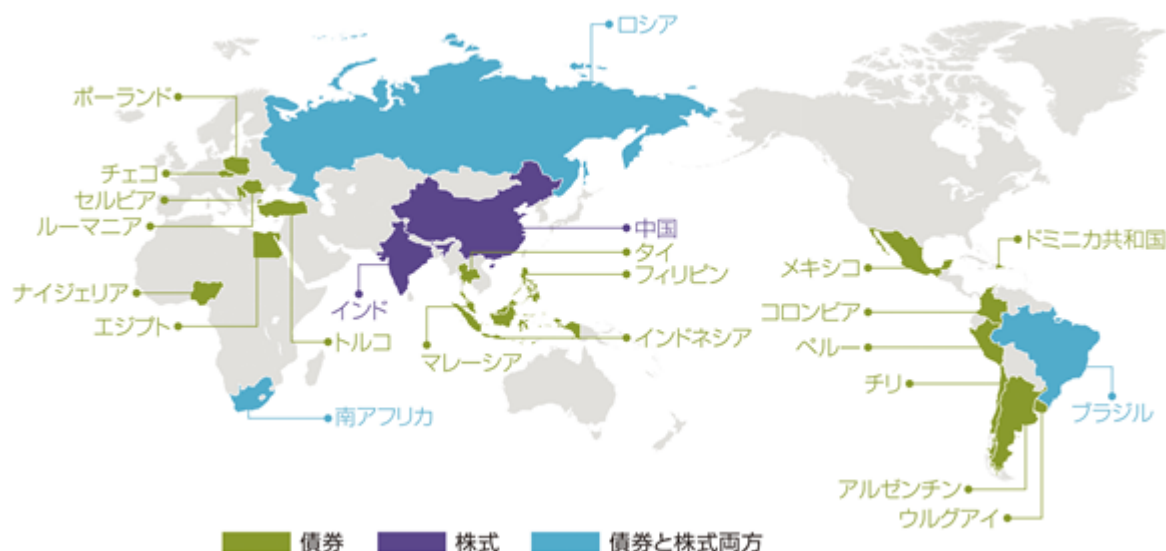 ロシア
ポーランド
チェコ
セルビア
ルーマニア
中国
タイ
フィリピン
ドミニカ共和国
メキシコ
ナイジェリア
インド
コロンビア
エジプト
トルコ
マレーシア
インドネシア
ペルー
チリ
南アフリカ
ブラジル
アルゼンチン
ウルグアイ
債券 株式 債券と株式両方